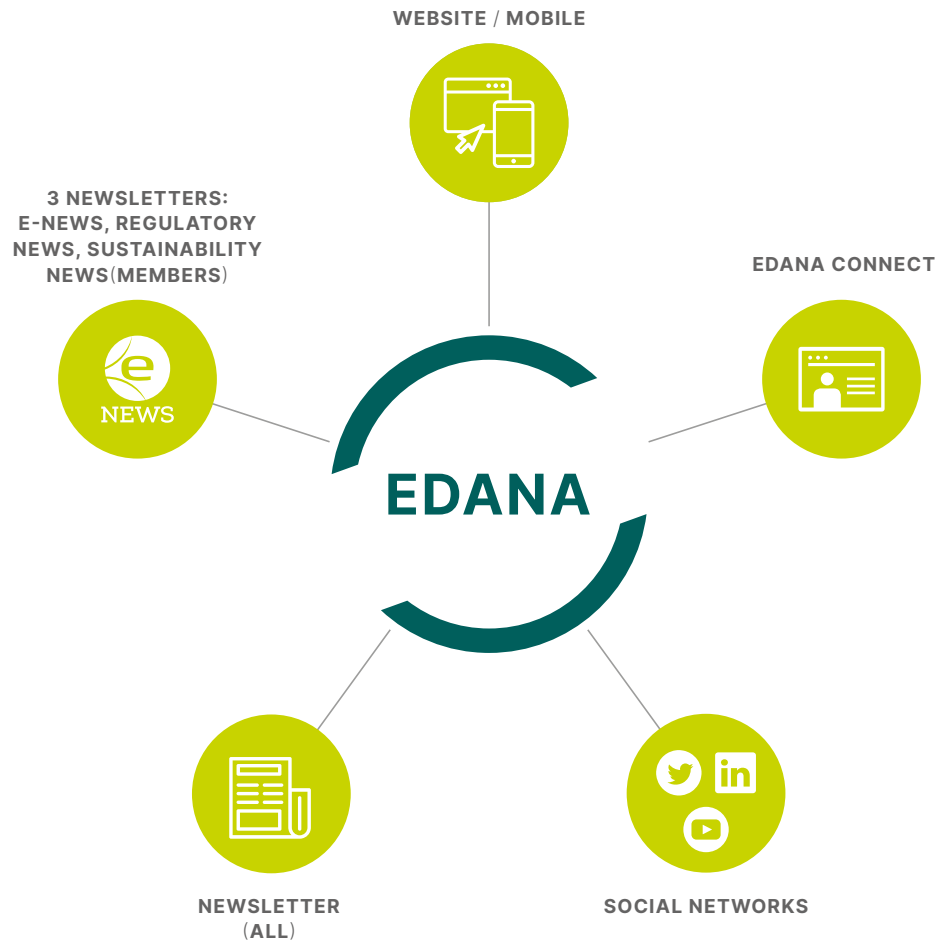 WEBSITE / MOBILE
3 NEWSLETTERS:
E-NEWS, REGULATORY
NEWS, SUSTAINABILITY
NEWS(MEMBERS)
EDANA CONNECT
e
NEWS
EDANA
in
NEWSLETTER
(ALL)
SOCIAL NETWORKS